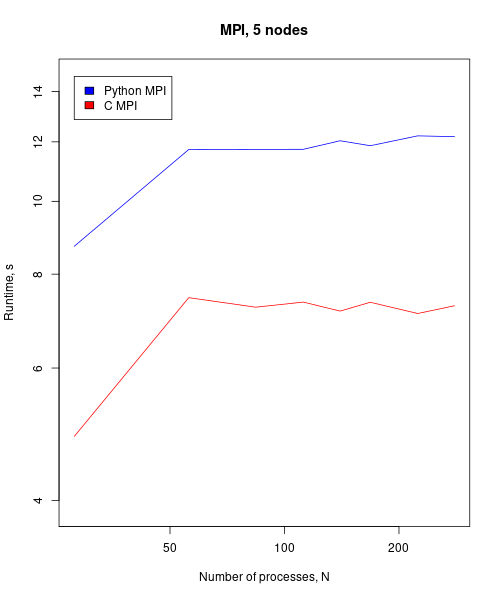 MPI, 5 nodes
Python MPI
C MPI
14
12
10
8
6
4
Runtime, s
50 100 200
Number of processes, N